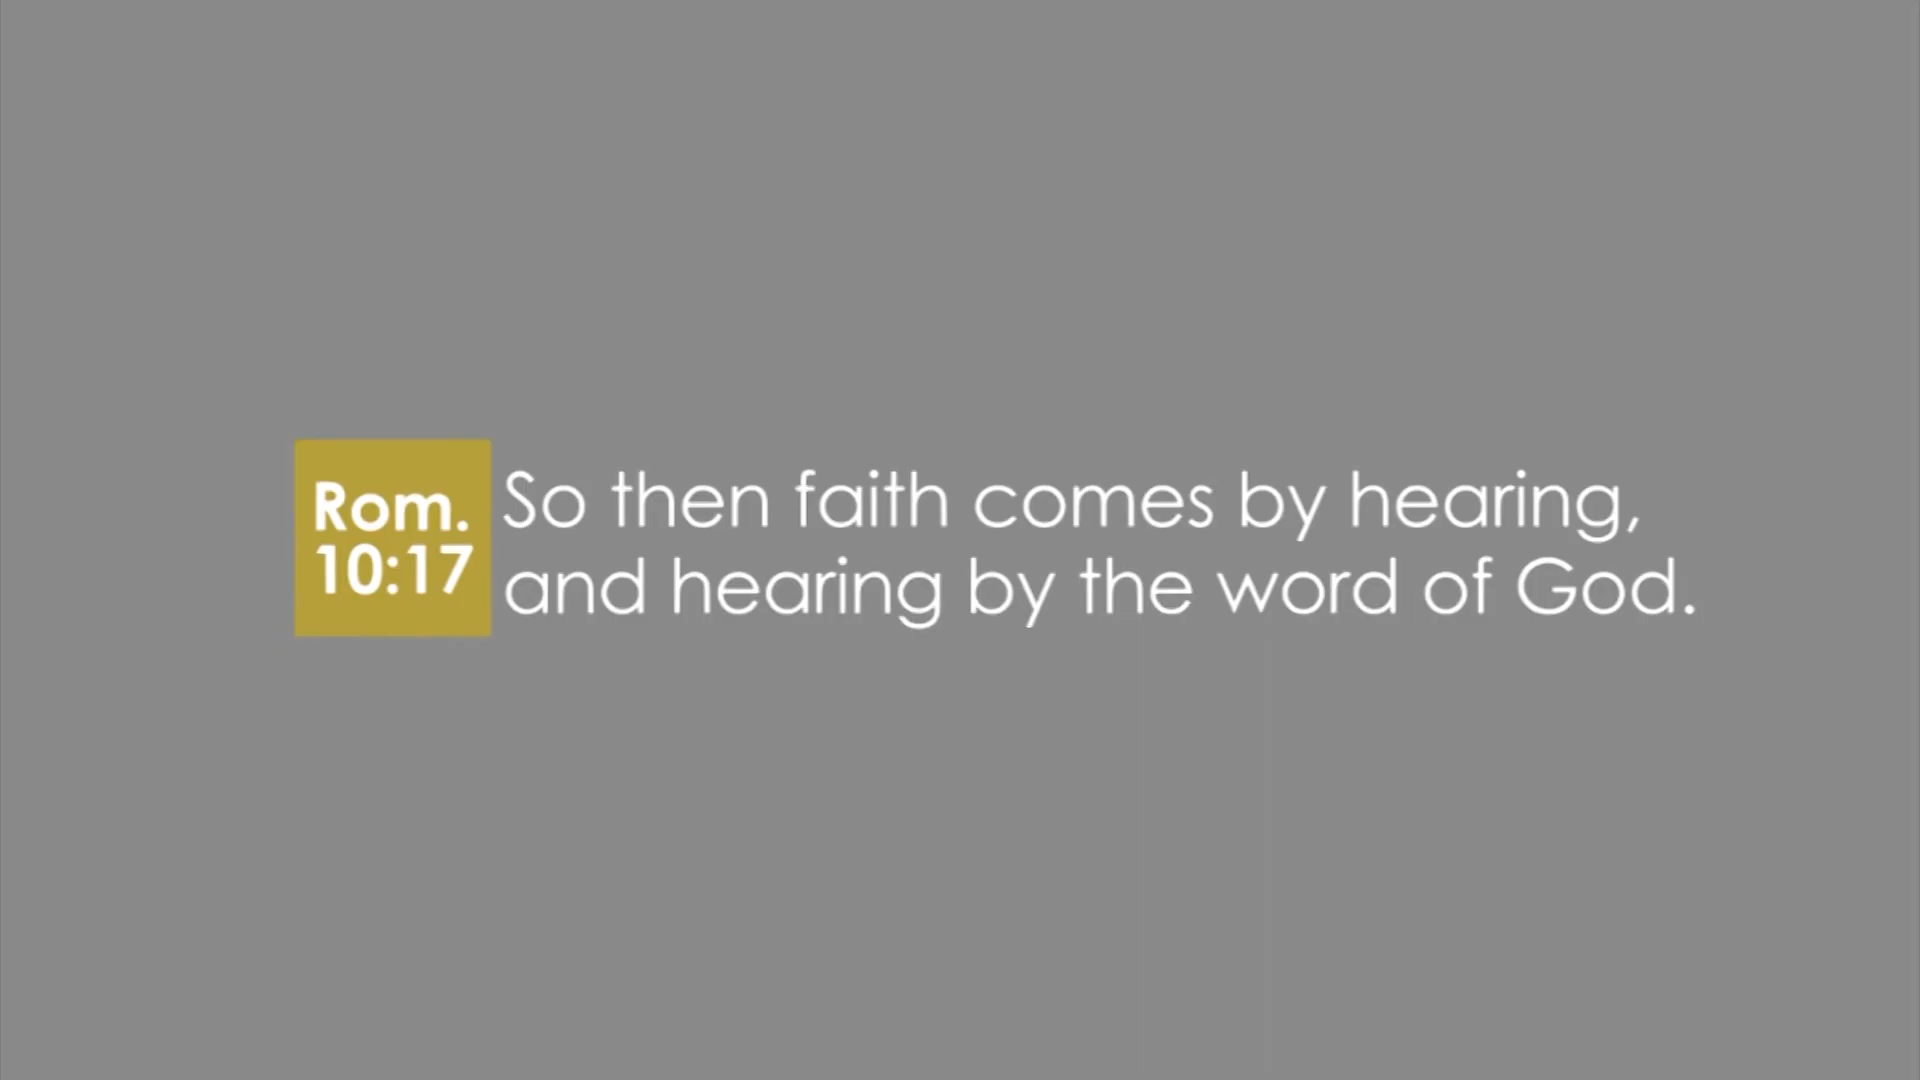 Rom.
10:17
So then faith comes by hearing,
and hearing by the word of God.